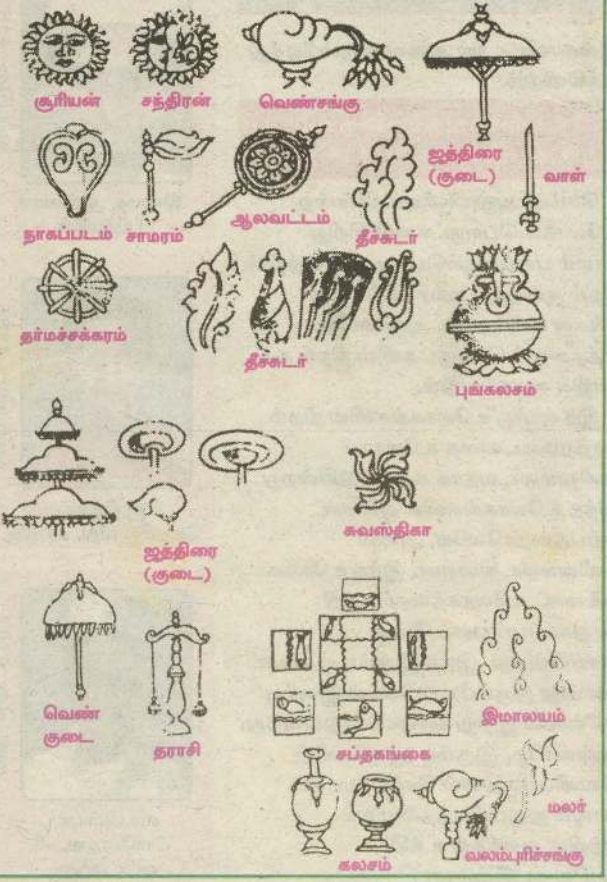 சூரியன்
சந்திரன்
வெண்சங்கு
ஐத்திரை
(குடை)
வாள்
நாகப்படம்
சாமரம்
ஆலவட்டம்
தீச்சுடர்
தர்மச்சக்கரம்
தீச்சுடர்
புங்கலசம்
ஐத்திரை
(குடை)
சுவஸ்திகா
வெண்
குடை
தராசி
சப்தகங்கை
இமாலயம்
கலசம்
வலம்புரிச்சங்கு
மலர்